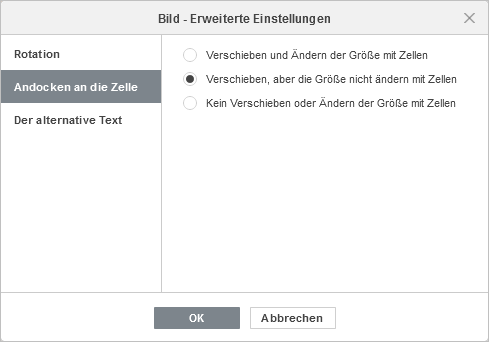 Bild - Erweiterte Einstellungen
Rotation
Andocken an die Zelle
Der alternative Text
Verschieben und Ändern der Größe mit Zellen
Verschieben, aber die Größe nicht ändern mit Zellen
Kein Verschieben oder Ändern der Größe mit Zellen
OK
Abbrechen